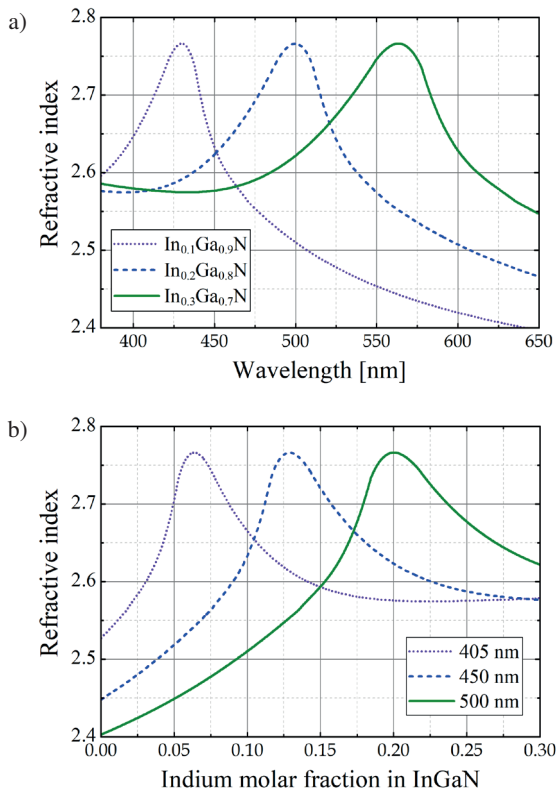 a)
2.8
2.7
2.6
2.5
2.4
Refractive index
In₀.₁Ga₀.₉N
In₀.₂Ga₀.₈N
In₀.₃Ga₀.₇N
400 450 500 550 600 650
Wavelength [nm]
b)
2.8
2.7
2.6
2.5
2.4
Refractive index
405 nm
450 nm
500 nm
0.00 0.05 0.10 0.15 0.20 0.25 0.30
Indium molar fraction in InGaN